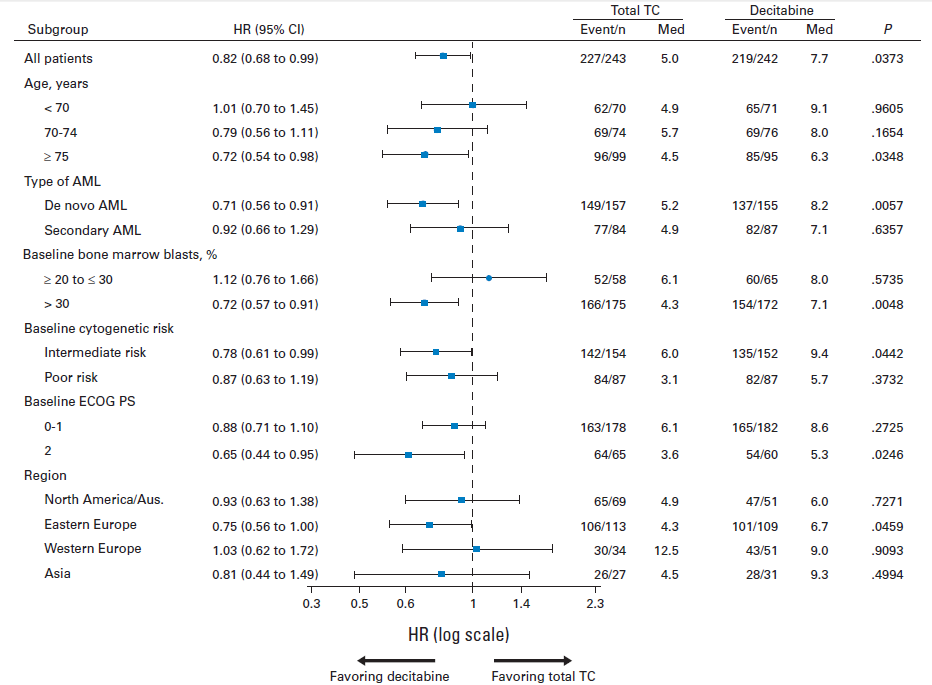 Total TC Decitabine
Subgroup HR (95% CI) Event/n Med Event/n Med P
All patients 0.82 (0.68 to 0.99) 227/243 5.0 219/242 7.7 .0373
Age, years
< 70 1.01 (0.70 to 1.45) 62/70 4.9 65/71 9.1 .9605
70-74 0.79 (0.56 to 1.11) 69/74 5.7 69/76 8.0 .1654
≥ 75 0.72 (0.54 to 0.98) 96/99 4.5 85/95 6.3 .0348
Type of AML
De novo AML 0.71 (0.56 to 0.91) 149/157 5.2 137/155 8.2 .0057
Secondary AML 0.92 (0.66 to 1.29) 77/84 4.9 82/87 7.1 .6357
Baseline bone marrow blasts, %
≥ 20 to ≤ 30 1.12 (0.76 to 1.66) 52/58 6.1 60/65 8.0 .5735
> 30 0.72 (0.57 to 0.91) 166/175 4.3 154/172 7.1 .0048
Baseline cytogenetic risk
Intermediate risk 0.78 (0.61 to 0.99) 142/154 6.0 135/152 9.4 .0442
Poor risk 0.87 (0.63 to 1.19) 84/87 3.1 82/87 5.7 .3732
Baseline ECOG PS
0-1 0.88 (0.71 to 1.10) 163/178 6.1 165/182 8.6 .2725
2 0.65 (0.44 to 0.95) 64/65 3.6 54/60 5.3 .0246
Region
North America/Aus. 0.93 (0.63 to 1.38) 65/69 4.9 47/51 6.0 .7271
Eastern Europe 0.75 (0.56 to 1.00) 106/113 4.3 101/109 6.7 .0459
Western Europe 1.03 (0.62 to 1.72) 30/34 12.5 43/51 9.0 .9093
Asia 0.81 (0.44 to 1.49) 26/27 4.5 28/31 9.3 .4994
0.3 0.5 0.6 1 1.4 2.3
HR (log scale)
Favoring decitabine Favoring total TC